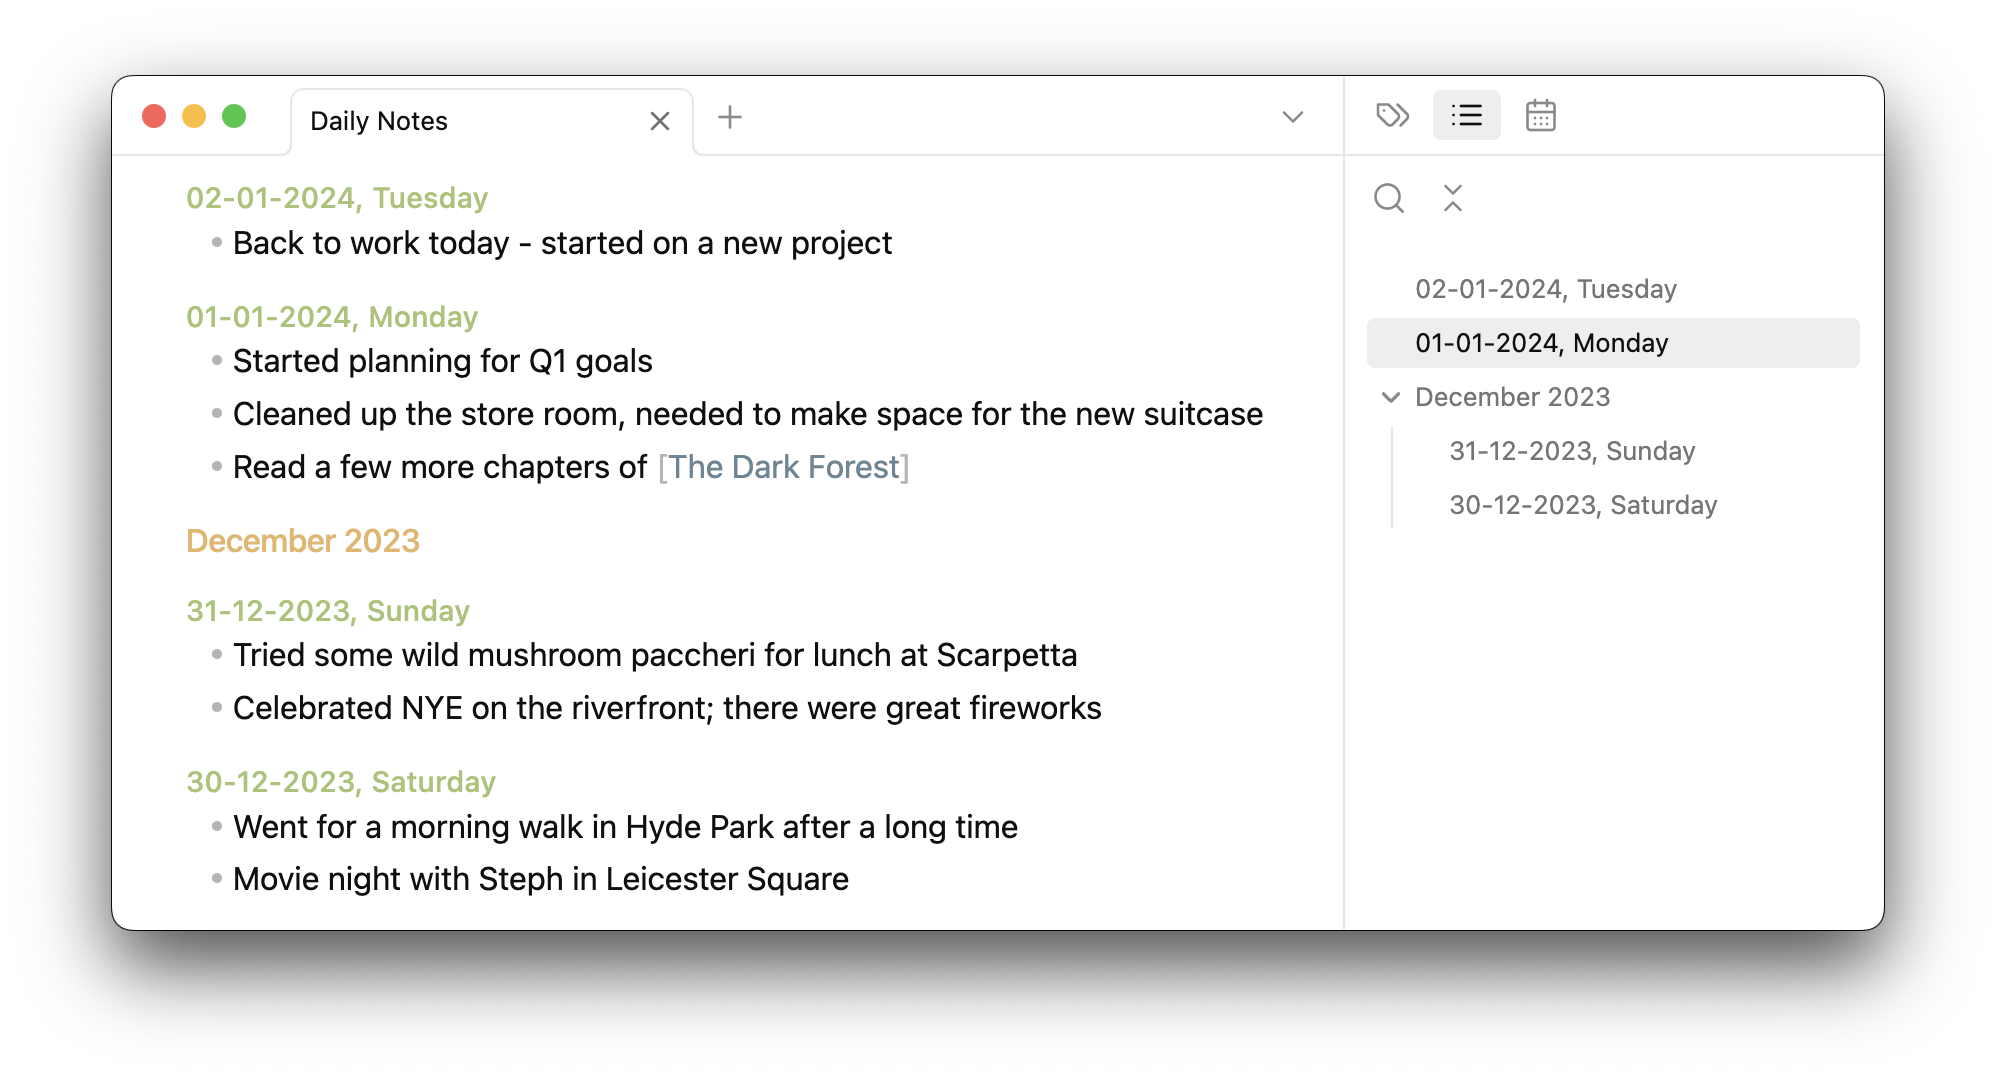 Daily Notes
02-01-2024, Tuesday
Back to work today - started on a new project
01-01-2024, Monday
Started planning for Q1 goals
Cleaned up the store room, needed to make space for the new suitcase
Read a few more chapters of [The Dark Forest]
December 2023
31-12-2023, Sunday
Tried some wild mushroom paccheri for lunch at Scarpetta
Celebrated NYE on the riverfront; there were great fireworks
30-12-2023, Saturday
Went for a morning walk in Hyde Park after a long time
Movie night with Steph in Leicester Square
02-01-2024, Tuesday
01-01-2024, Monday
December 2023
31-12-2023, Sunday
30-12-2023, Saturday